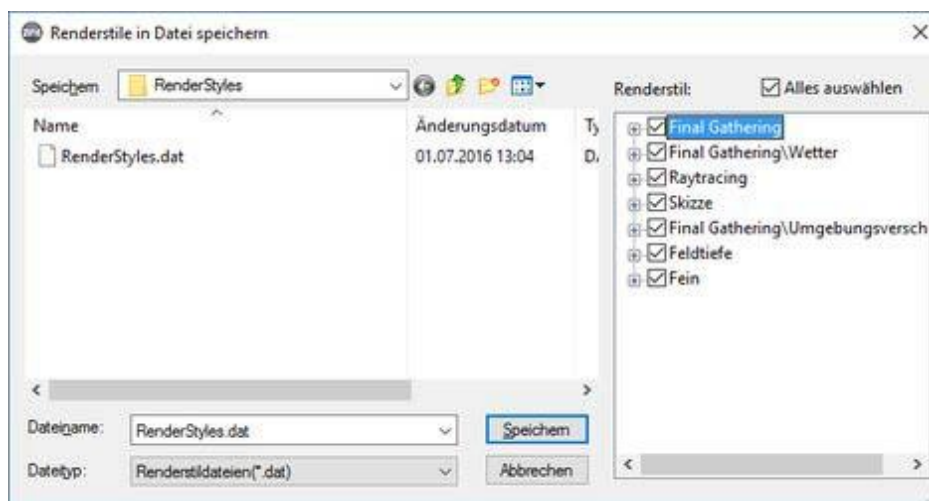 Renderstile in Datei speichern
Speichern RenderStyles
Renderstil: Alles auswählen
Name Änderungsdatum Ty
RenderStyles.dat 01.07.2016 13:04 D.
Final Gathering
Final Gathering\Wetter
Raytracing
Skizze
Final Gathering\Umgebungsversch
Feldtiefe
Fein
Dateiname: RenderStyles.dat Speichern
Dateityp: Renderstildateien(*.dat) Abbrechen